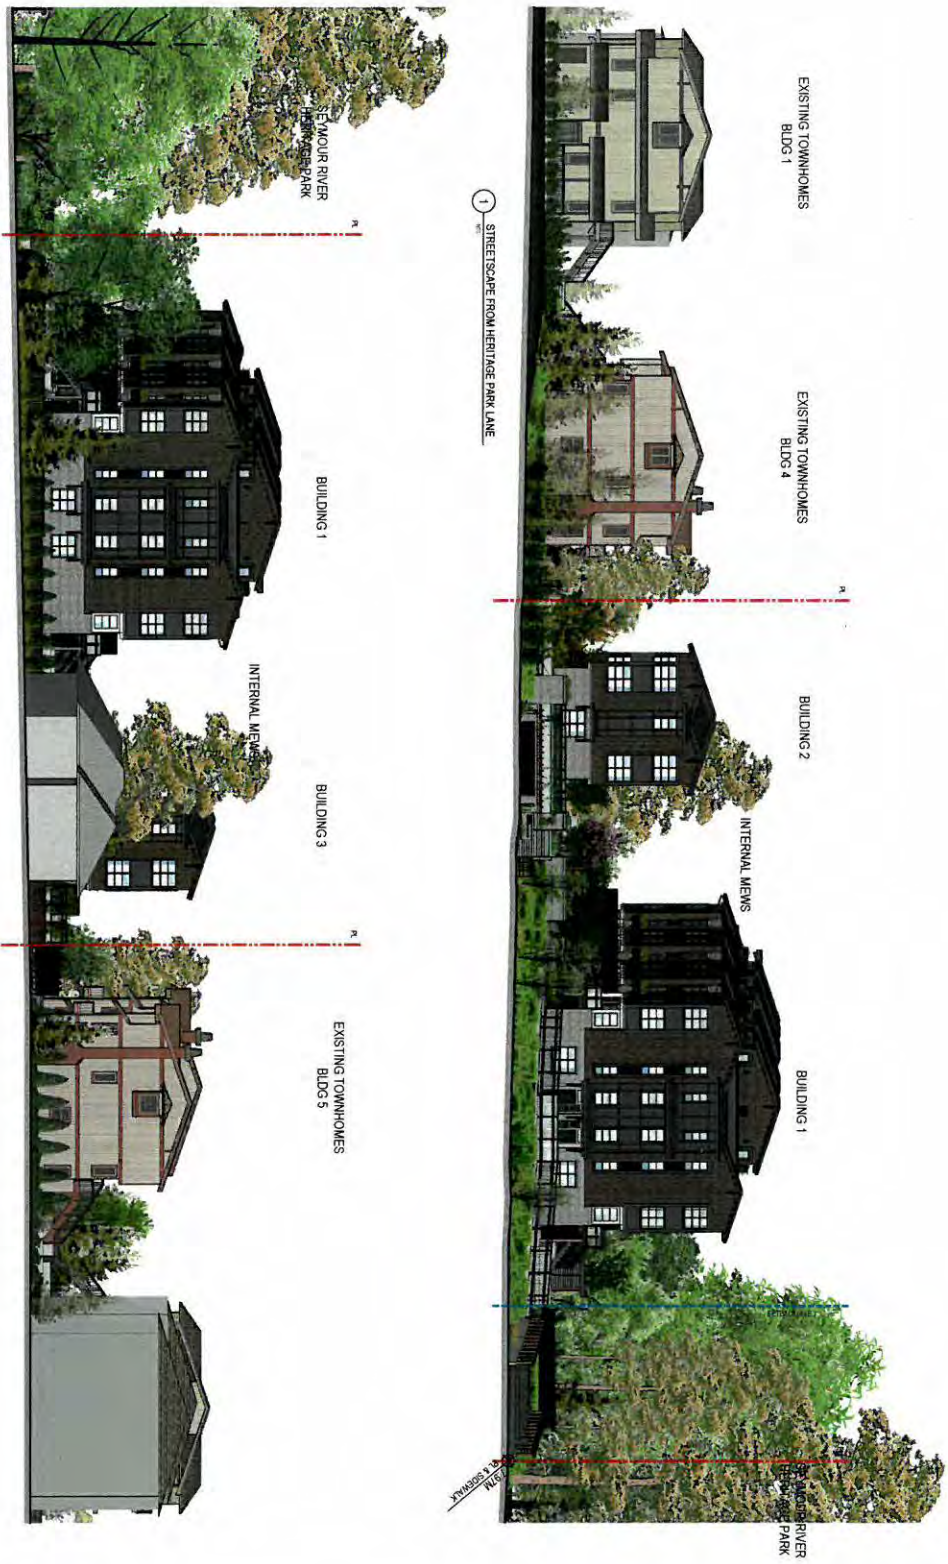 EXISTING TOWNHOMES
BLDG 1
EXISTING TOWNHOMES
BLDG 4
PL
BUILDING 2
INTERNAL MEWS
BUILDING 1
SEYMOUR RIVER
HERITAGE PARK
PL & SIDEWALK
1
STREETSCAPE FROM HERITAGE PARK LANE
NTS
SEYMOUR RIVER
HERITAGE PARK
PL
BUILDING 1
INTERNAL MEWS
BUILDING 3
PL
EXISTING TOWNHOMES
BLDG 5